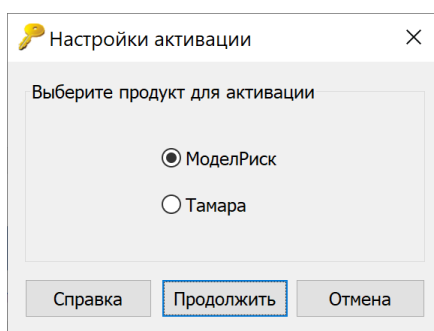 Настройки активации
Выберите продукт для активации
МоделРиск
Тамара
Справка Продолжить Отмена